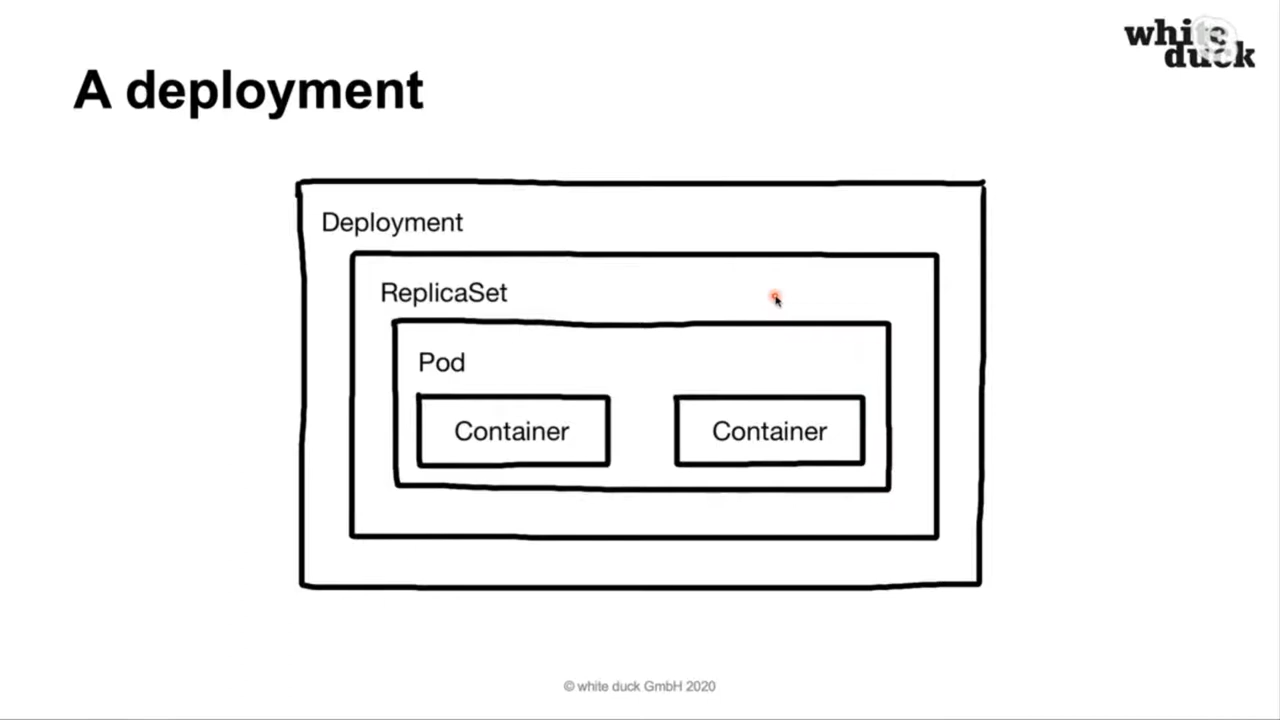 white
duck
A deployment
Deployment
ReplicaSet
Pod
Container Container
© white duck GmbH 2020